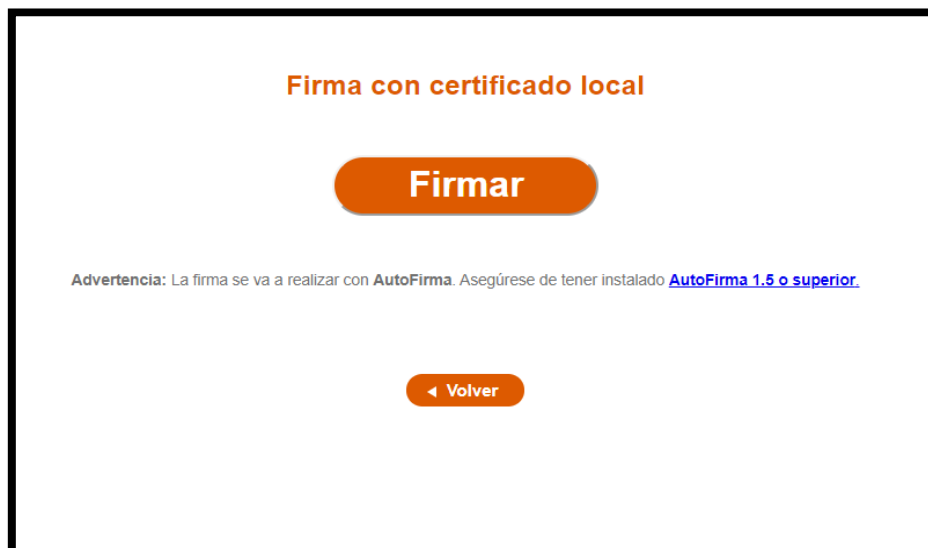 Firma con certificado local
Firmar
Advertencia: La firma se va a realizar con AutoFirma. Asegúrese de tener instalado AutoFirma 1.5 o superior.
Volver